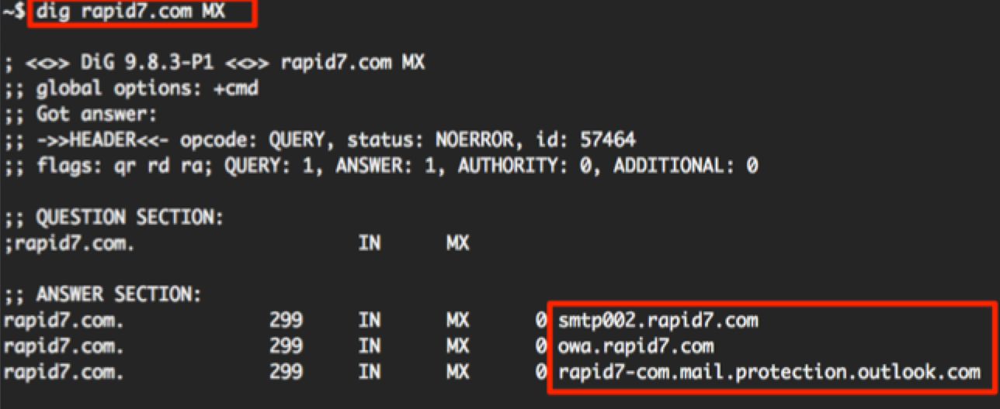 ~$ dig rapid7.com MX
; <<>> DiG 9.8.3-P1 <<>> rapid7.com MX
;; global options: +cmd
;; Got answer:
;; ->>HEADER<<- opcode: QUERY, status: NOERROR, id: 57464
;; flags: qr rd ra; QUERY: 1, ANSWER: 1, AUTHORITY: 0, ADDITIONAL: 0
;; QUESTION SECTION:
;rapid7.com. IN MX
;; ANSWER SECTION:
rapid7.com. 299 IN MX 0 smtp002.rapid7.com
rapid7.com. 299 IN MX 0 owa.rapid7.com
rapid7.com. 299 IN MX 0 rapid7-com.mail.protection.outlook.com